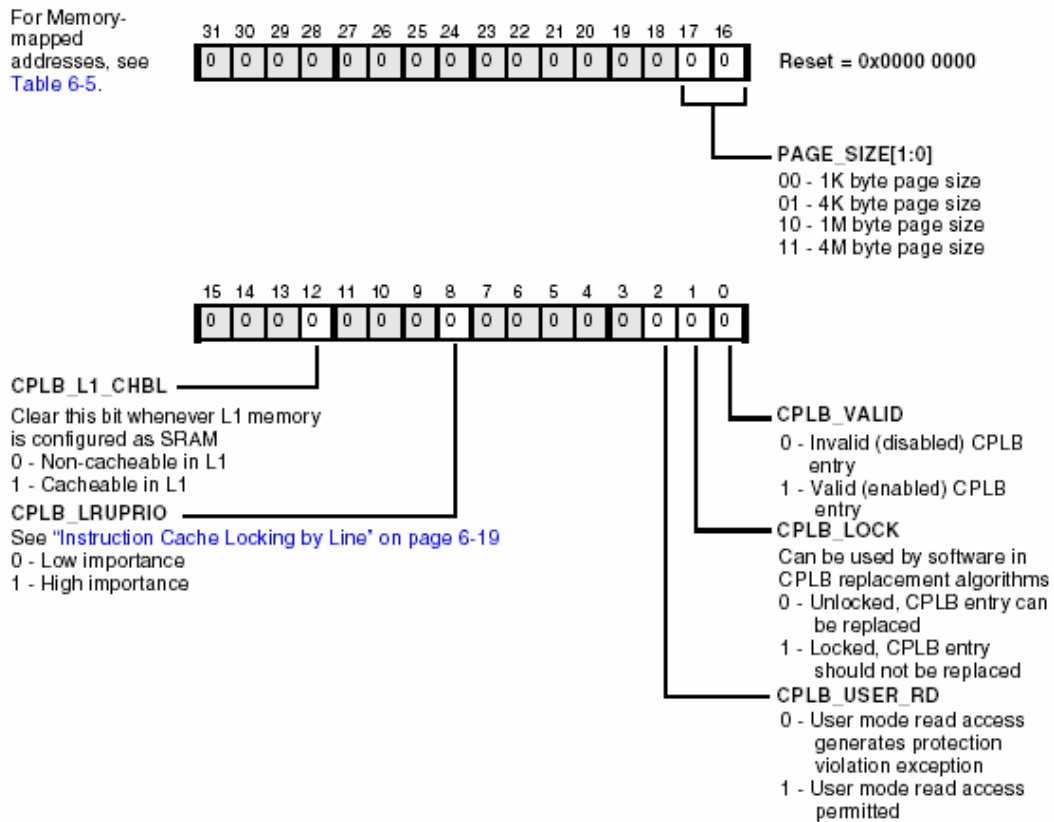 For Memory-
mapped
addresses, see
Table 6-5.
31 30 29 28 27 26 25 24 23 22 21 20 19 18 17 16
0 0 0 0 0 0 0 0 0 0 0 0 0 0 0 0
Reset = 0x0000 0000
PAGE_SIZE[1:0]
00 - 1K byte page size
01 - 4K byte page size
10 - 1M byte page size
11 - 4M byte page size
15 14 13 12 11 10 9 8 7 6 5 4 3 2 1 0
0 0 0 0 0 0 0 0 0 0 0 0 0 0 0 0
CPLB_L1_CHBL
Clear this bit whenever L1 memory
is configured as SRAM
0 - Non-cacheable in L1
1 - Cacheable in L1
CPLB_LRUPRIO
See “Instruction Cache Locking by Line” on page 6-19
0 - Low importance
1 - High importance
CPLB_VALID
0 - Invalid (disabled) CPLB
entry
1 - Valid (enabled) CPLB
entry
CPLB_LOCK
Can be used by software in
CPLB replacement algorithms
0 - Unlocked, CPLB entry can
be replaced
1 - Locked, CPLB entry
should not be replaced
CPLB_USER_RD
0 - User mode read access
generates protection
violation exception
1 - User mode read access
permitted